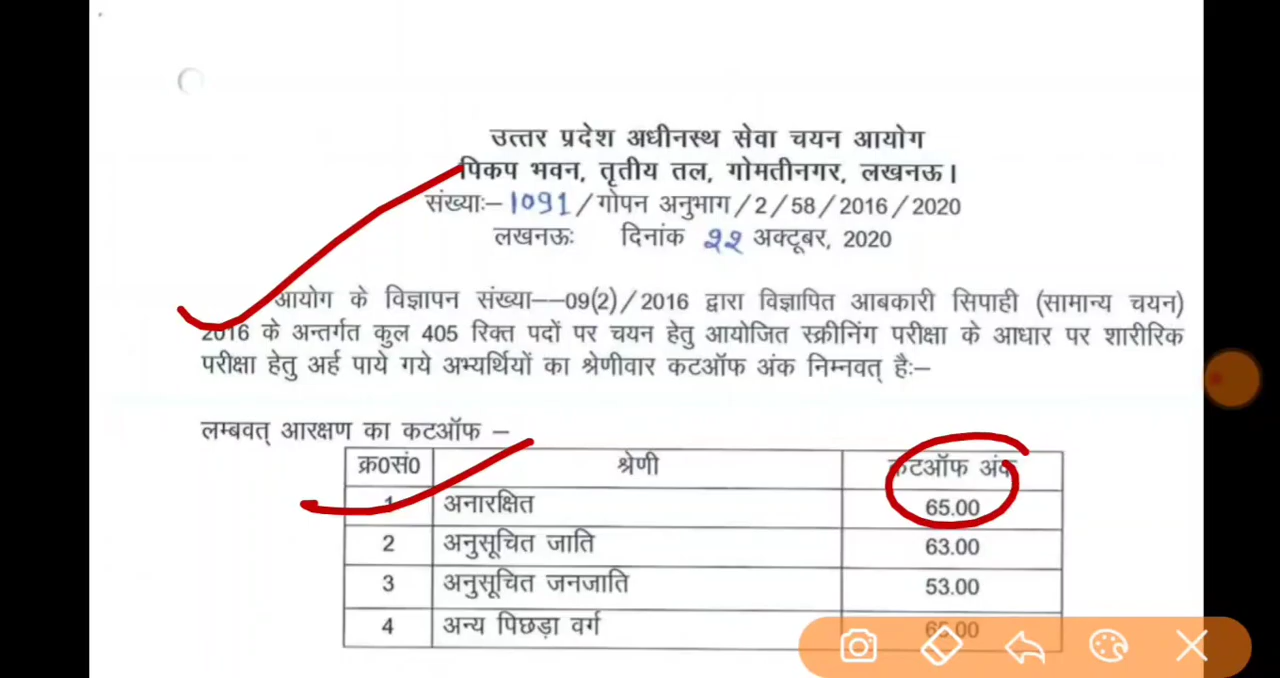 उत्तर प्रदेश अधीनस्थ सेवा चयन आयोग
पिकप भवन, तृतीय तल, गोमतीनगर, लखनऊ।
संख्याः– 1091/गोपन अनुभाग/2/58/2016/2020
लखनऊः दिनांक 22 अक्टूबर, 2020
आयोग के विज्ञापन संख्या—-09(2)/2016 द्वारा विज्ञापित आबकारी सिपाही (सामान्य चयन)
2016 के अन्तर्गत कुल 405 रिक्त पदों पर चयन हेतु आयोजित स्क्रीनिंग परीक्षा के आधार पर शारीरिक
परीक्षा हेतु अर्ह पाये गये अभ्यर्थियों का श्रेणीवार कटऑफ अंक निम्नवत् हैः–
लम्बवत् आरक्षण का कटऑफ –
क्र0सं0 श्रेणी कटऑफ अंक
1 अनारक्षित 65.00
2 अनुसूचित जाति 63.00
3 अनुसूचित जनजाति 53.00
4 अन्य पिछड़ा वर्ग 65.00